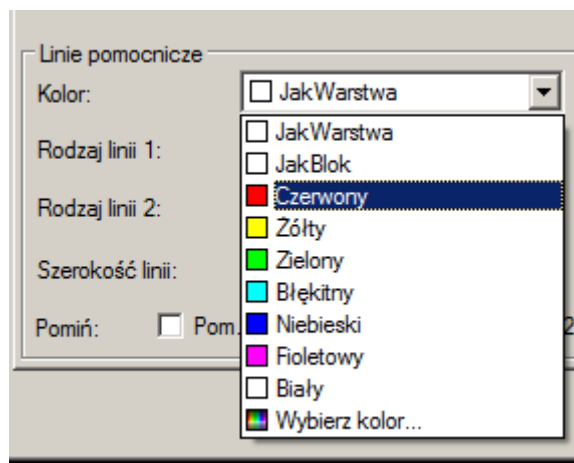 Linie pomocnicze
Kolor:
JakWarstwa
JakWarstwa
JakBlok
Rodzaj linii 1:
Czerwony
Rodzaj linii 2:
Żółty
Zielony
Szerokość linii:
Błękitny
Pomiń:
Pom.
Niebieski
2
Fioletowy
Biały
Wybierz kolor...